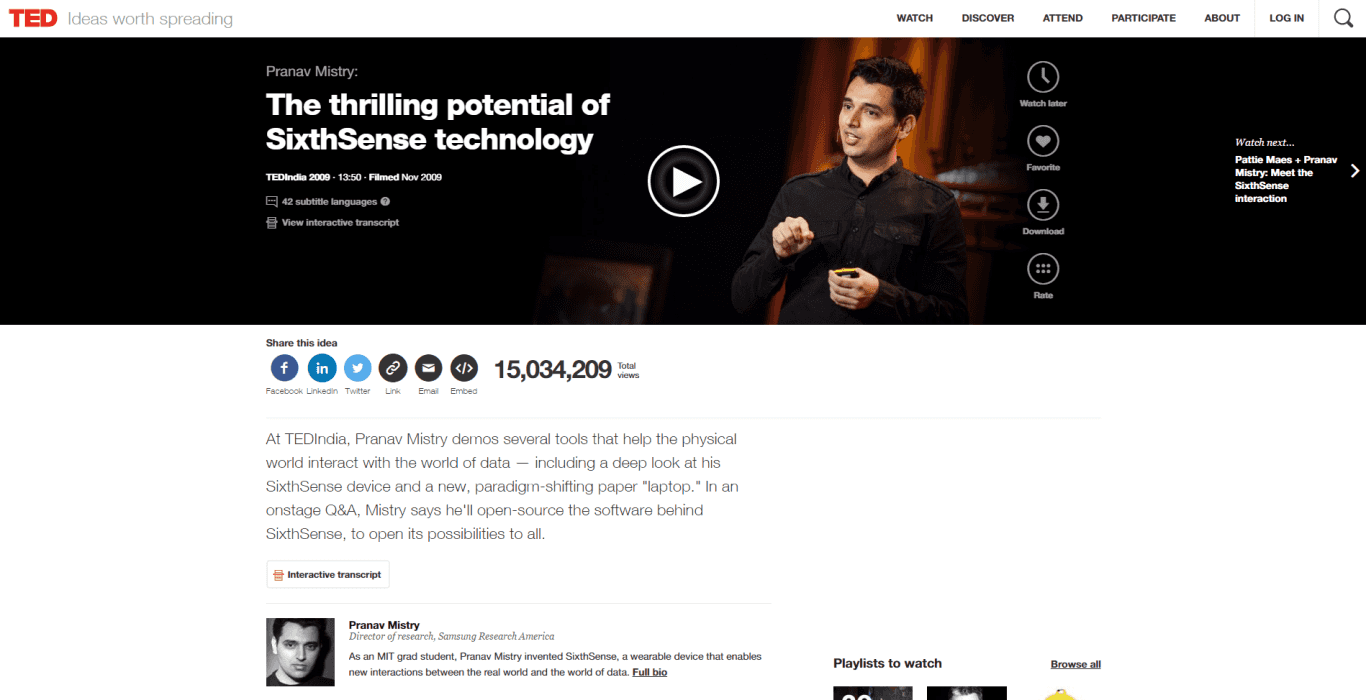 TED Ideas worth spreading
WATCH DISCOVER ATTEND PARTICIPATE ABOUT LOG IN
Pranav Mistry:
The thrilling potential of
SixthSense technology
TEDIndia 2009 · 13:50 · Filmed Nov 2009
42 subtitle languages ?
View interactive transcript
Watch later
Favorite
Download
Rate
Watch next...
Pattie Maes + Pranav
Mistry: Meet the
SixthSense
interaction
Share this idea
f in
Facebook LinkedIn Twitter Link Email Embed
15,034,209 Total
views
At TEDIndia, Pranav Mistry demos several tools that help the physical
world interact with the world of data — including a deep look at his
SixthSense device and a new, paradigm-shifting paper "laptop." In an
onstage Q&A, Mistry says he'll open-source the software behind
SixthSense, to open its possibilities to all.
Interactive transcript
Pranav Mistry
Director of research, Samsung Research America
As an MIT grad student, Pranav Mistry invented SixthSense, a wearable device that enables
new interactions between the real world and the world of data. Full bio
Playlists to watch Browse all